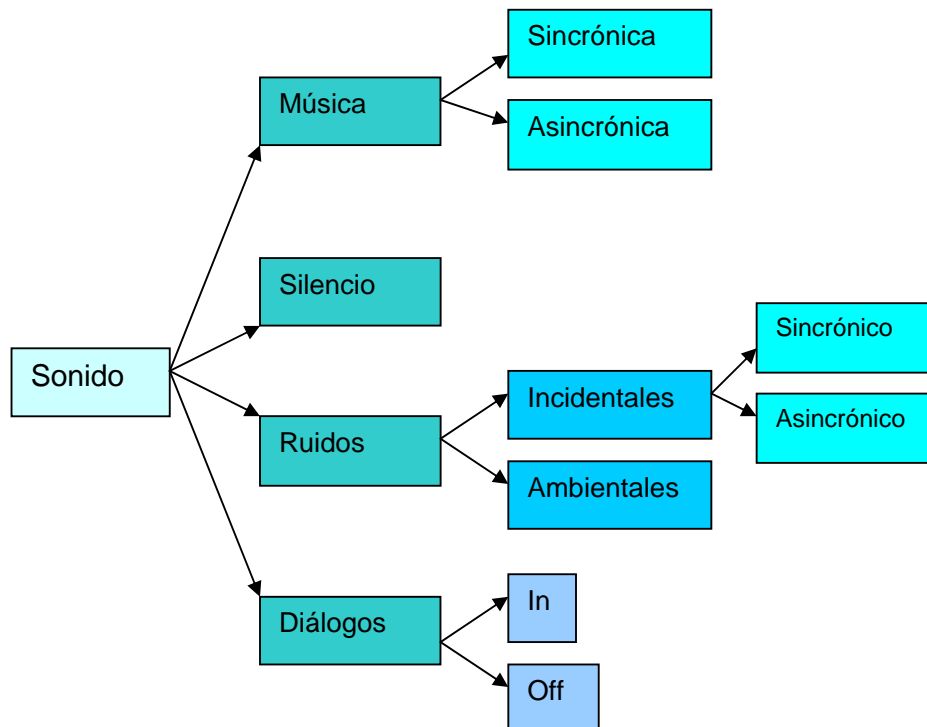 Sincrónica
Música
Asincrónica
Silencio
Sincrónico
Sonido
Incidentales
Asincrónico
Ruidos
Ambientales
In
Diálogos
Off